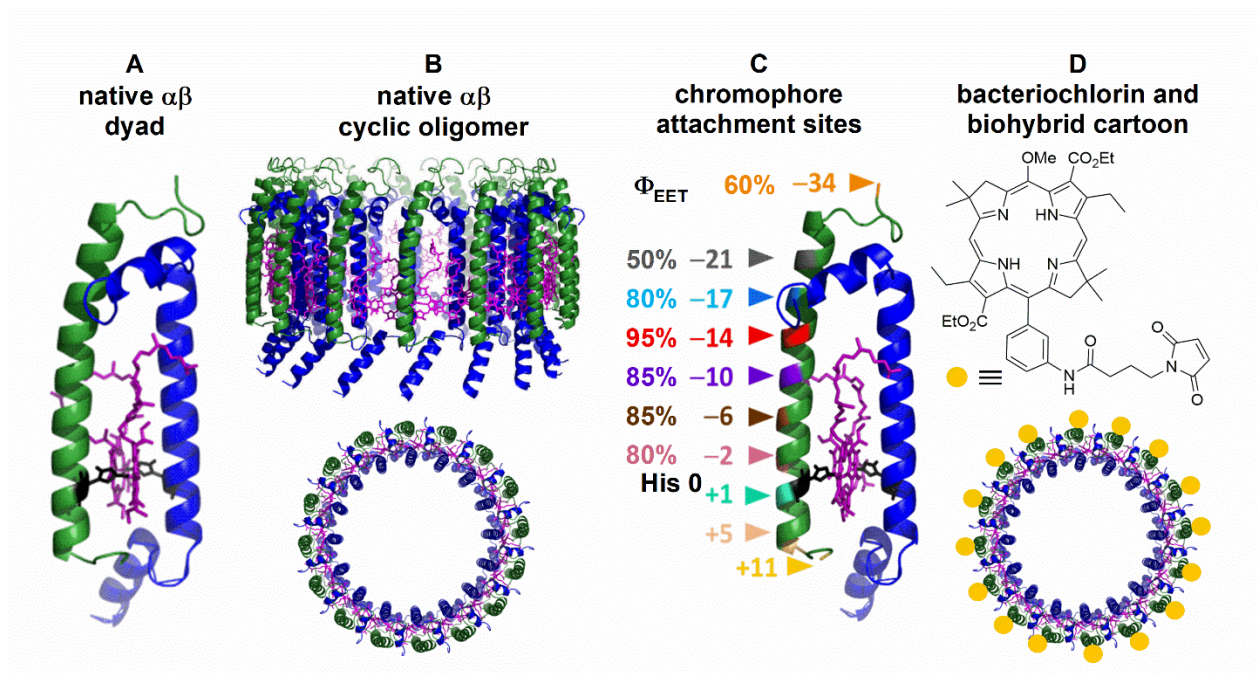 A
native αβ
dyad
B
native αβ
cyclic oligomer
C
chromophore
attachment sites
ΦEET
60% −34
50% −21
80% −17
95% −14
85% −10
85% −6
80% −2
His 0
+1
+5
+11
D
bacteriochlorin and
biohybrid cartoon
OMe
CO2Et
N
HN
NH
N
EtO2C
O
O
N
N
H
O
≡